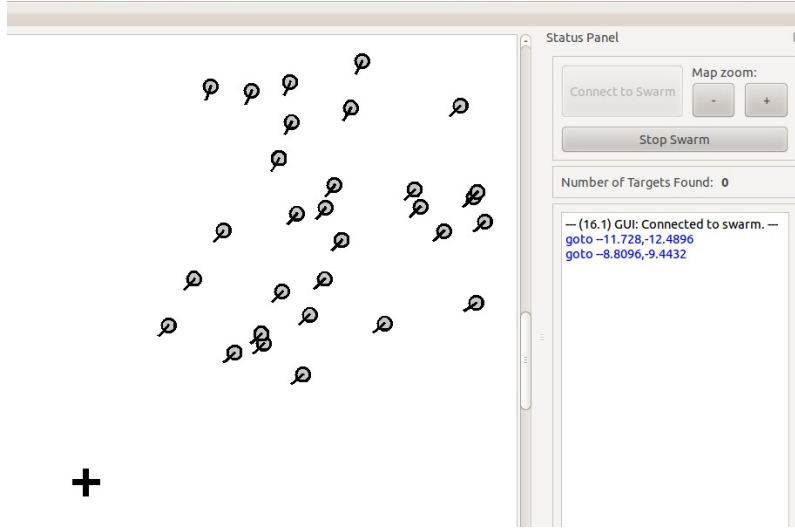 Status Panel
Connect to Swarm
Map zoom:
-
+
Stop Swarm
Number of Targets Found: 0
--- (16.1) GUI: Connected to swarm. ---
goto --11.728,-12.4896
goto --8.8096,-9.4432